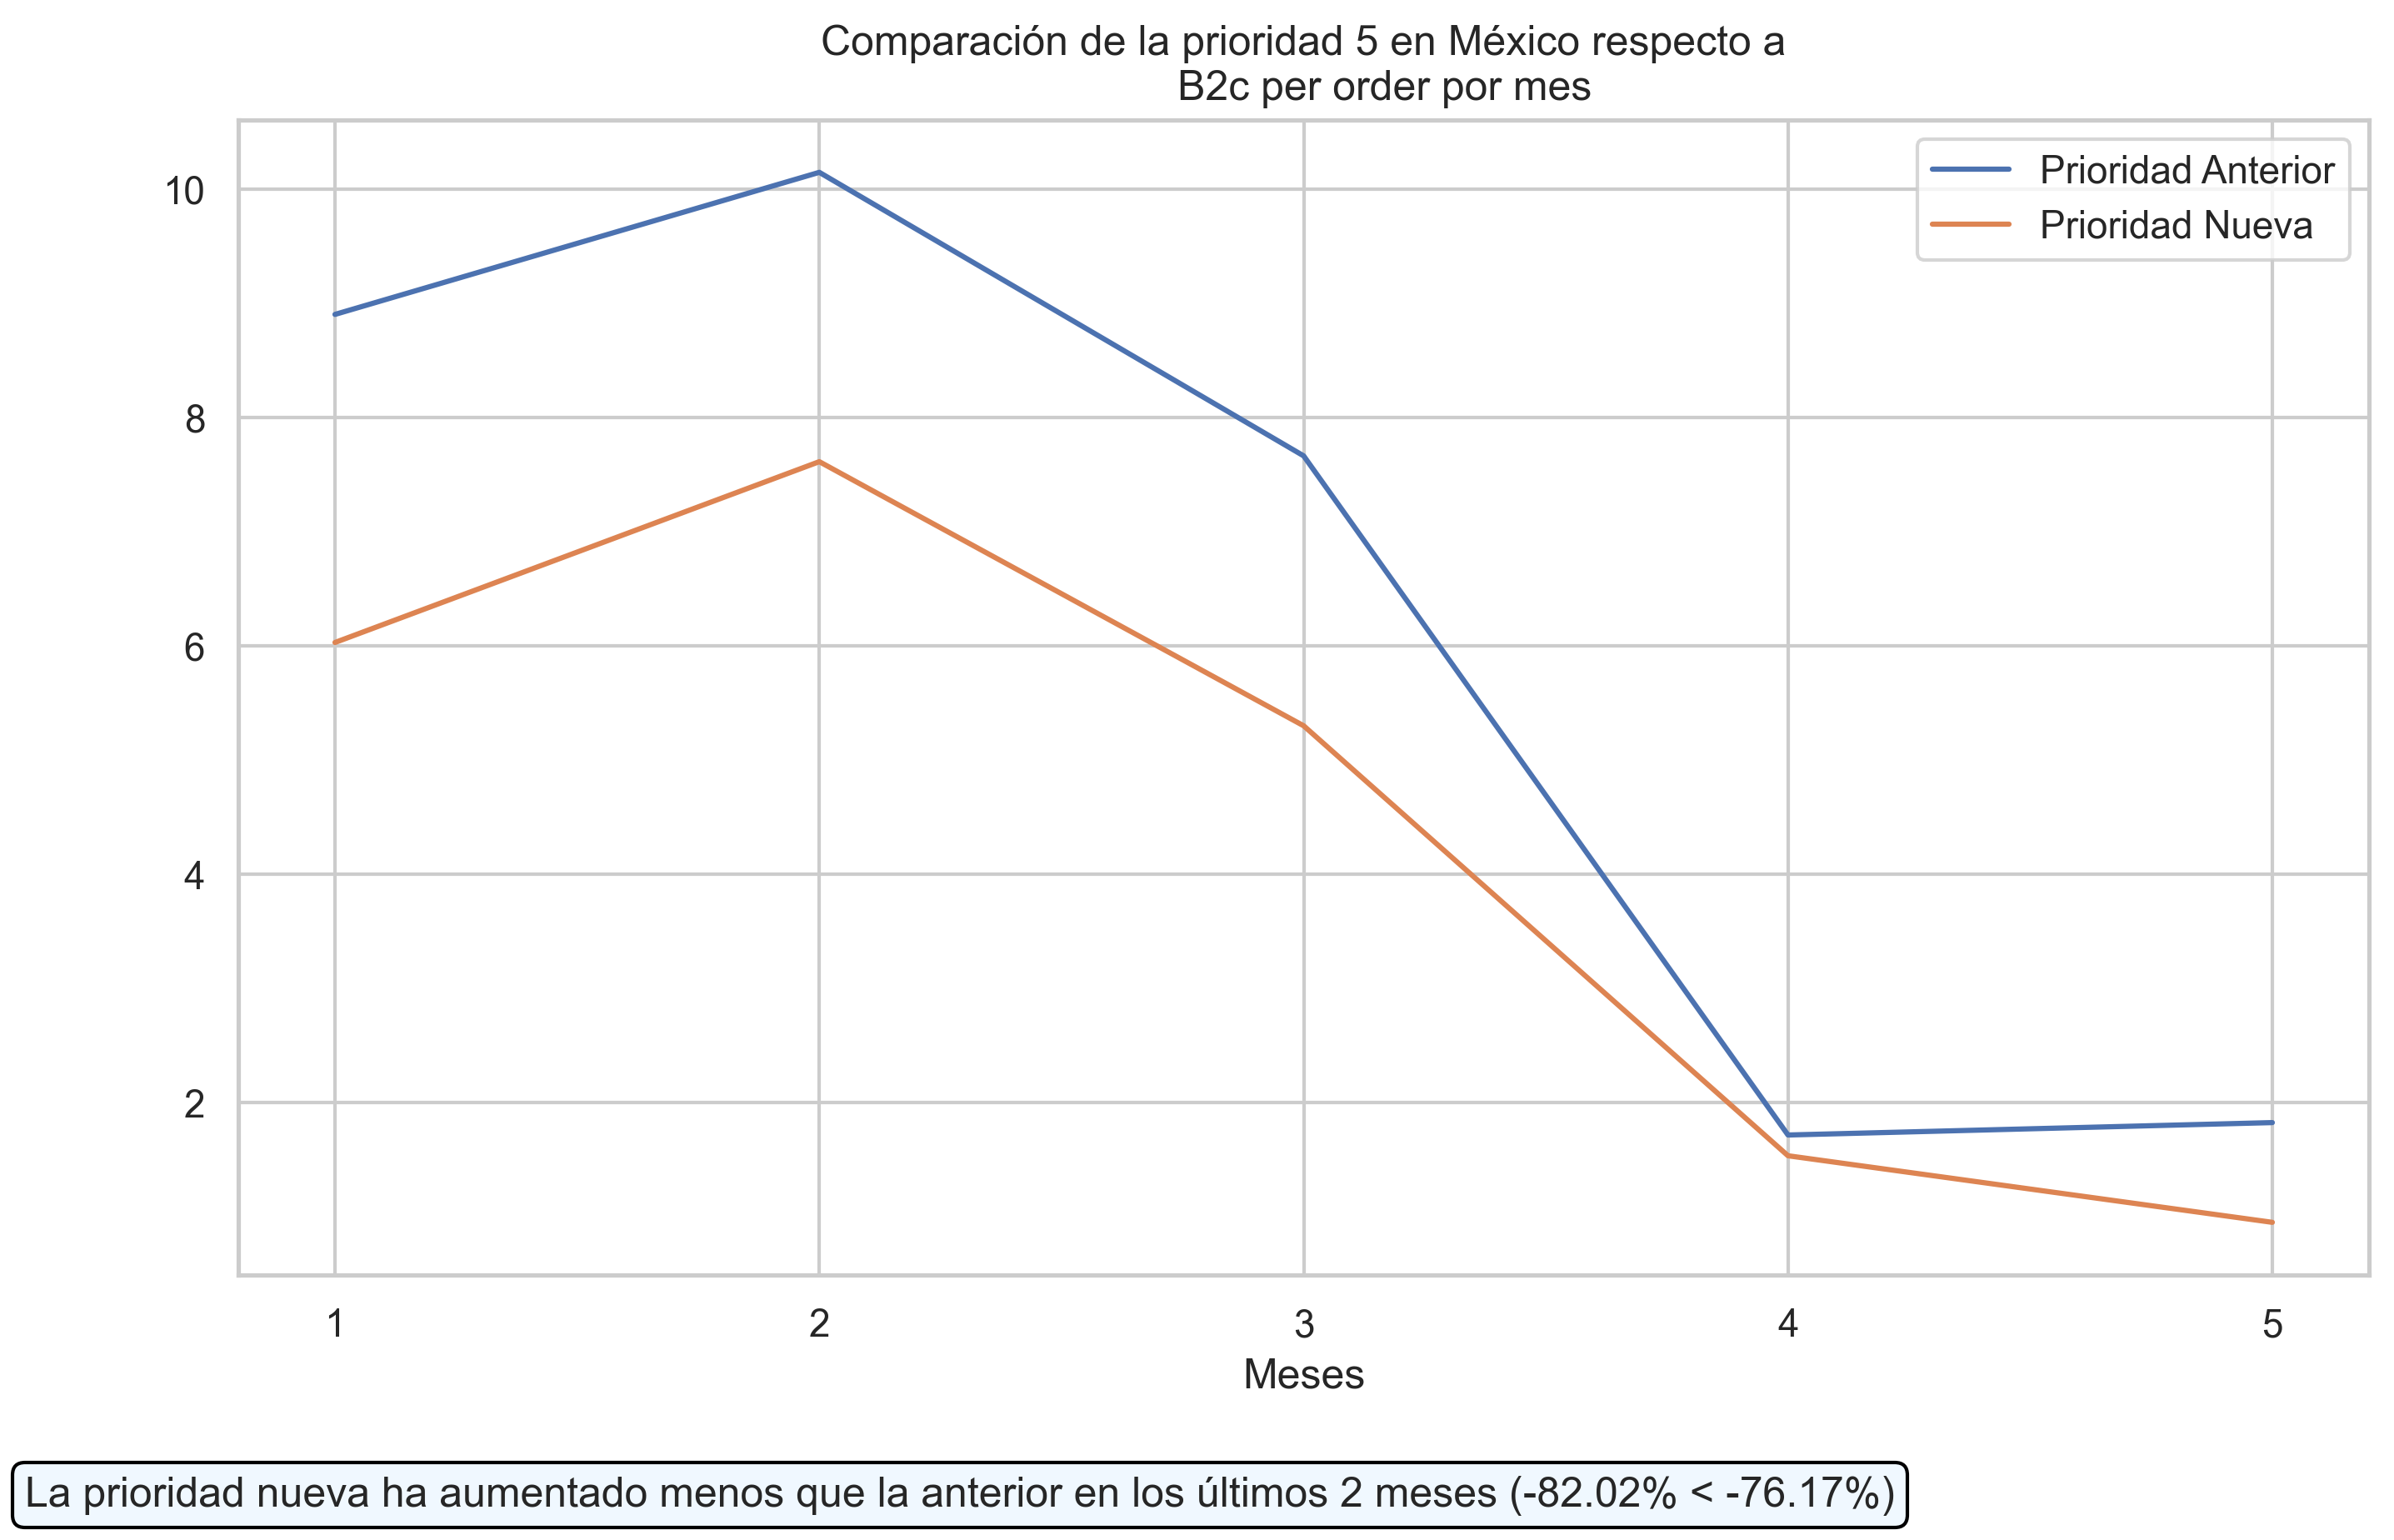 Comparación de la prioridad 5 en México respecto a
B2c per order por mes
Prioridad Anterior
Prioridad Nueva
10
8
6
4
2
1 2 3 4 5
Meses
La prioridad nueva ha aumentado menos que la anterior en los últimos 2 meses (-82.02% < -76.17%)